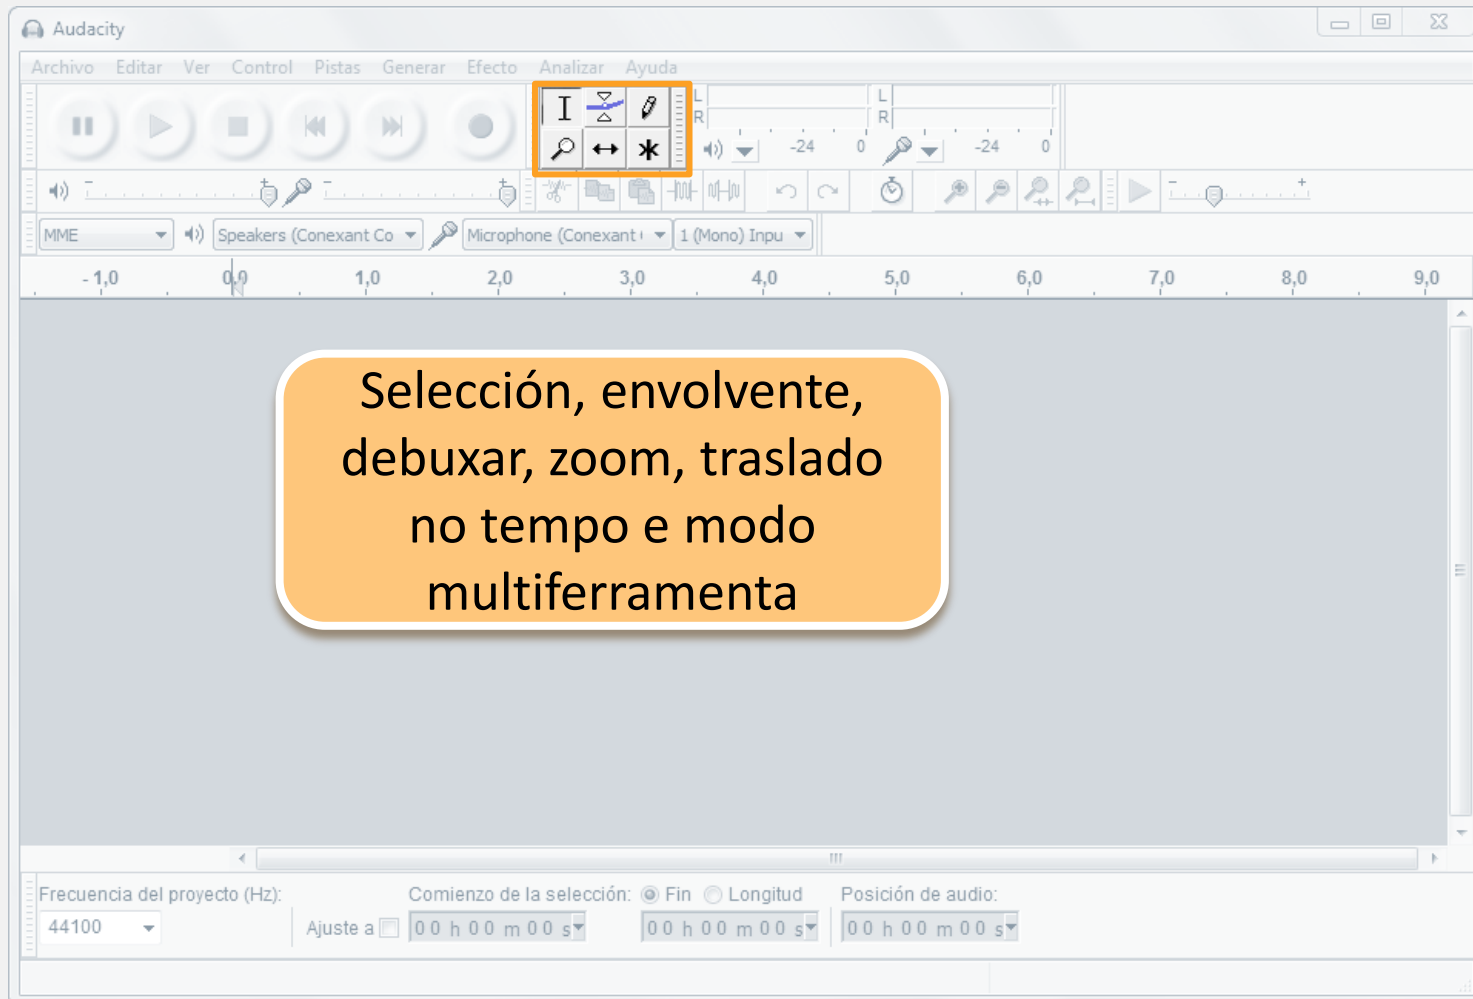 Audacity
Archivo Editar Ver Control Pistas Generar Efecto Analizar Ayuda
L L
R R
-24 0 -24 0
MME Speakers (Conexant Co Microphone (Conexant 1 (Mono) Inpu
- 1,0 0,0 1,0 2,0 3,0 4,0 5,0 6,0 7,0 8,0 9,0
Selección, envolvente,
debuxar, zoom, traslado
no tempo e modo
multiferramenta
Frecuencia del proyecto (Hz): Comienzo de la selección: Fin Longitud Posición de audio:
44100 Ajuste a 00 h 00 m 00 s 00 h 00 m 00 s 00 h 00 m 00 s